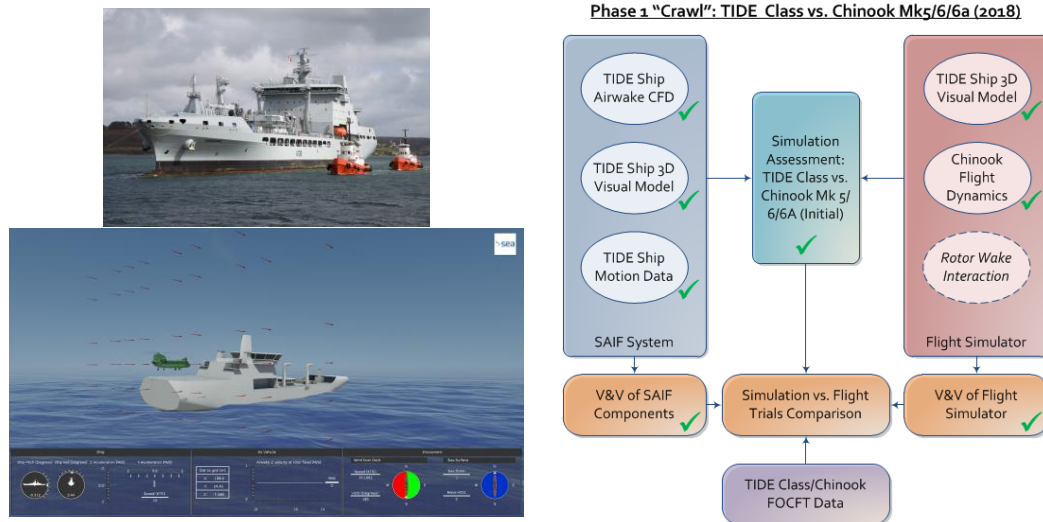 Phase 1 “Crawl”: TIDE Class vs. Chinook Mk5/6/6a (2018)
TIDE Ship
Airwake CFD
TIDE Ship 3D
Visual Model
TIDE Ship
Motion Data
SAIF System
Simulation
Assessment:
TIDE Class vs.
Chinook Mk 5/
6/6A (Initial)
TIDE Ship 3D
Visual Model
Chinook
Flight
Dynamics
Rotor Wake
Interaction
Flight Simulator
V&V of SAIF
Components
Simulation vs. Flight
Trials Comparison
V&V of Flight
Simulator
TIDE Class/Chinook
FOCFT Data
sea
Ship
Air Vehicle
Environment